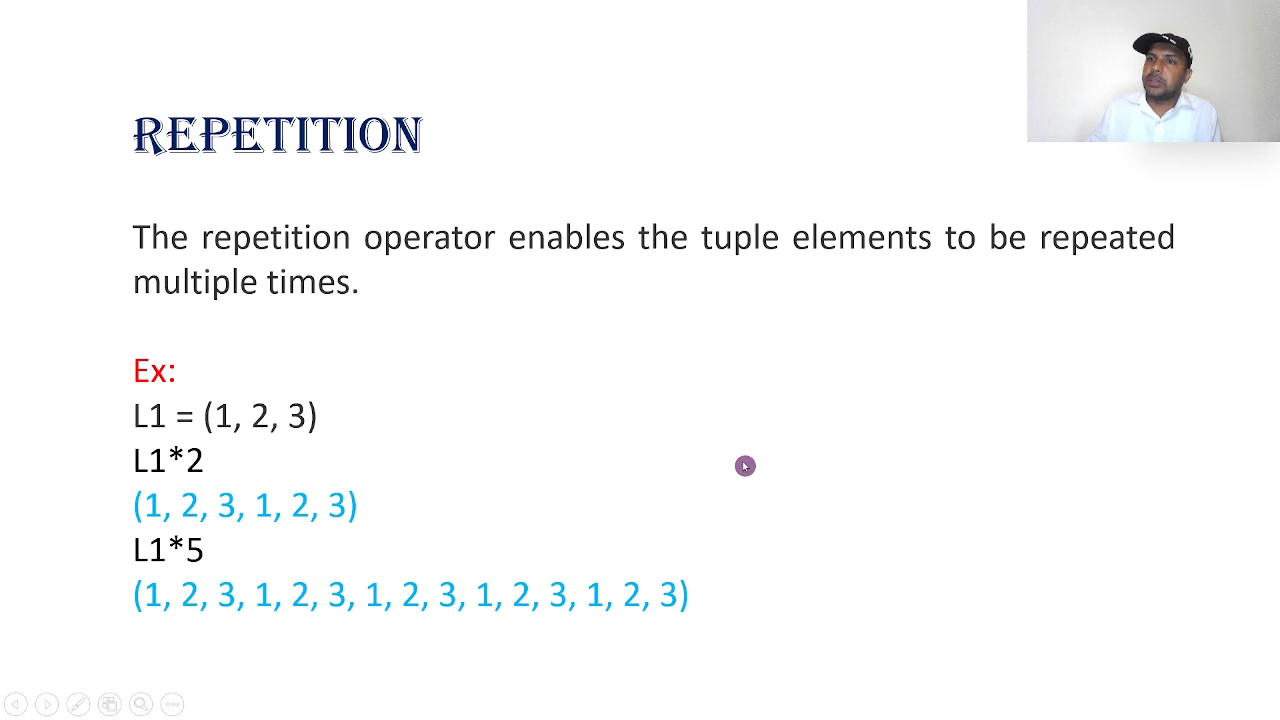 REPETITION
The repetition operator enables the tuple elements to be repeated
multiple times.
Ex:
L1 = (1, 2, 3)
L1*2
(1, 2, 3, 1, 2, 3)
L1*5
(1, 2, 3, 1, 2, 3, 1, 2, 3, 1, 2, 3, 1, 2, 3)